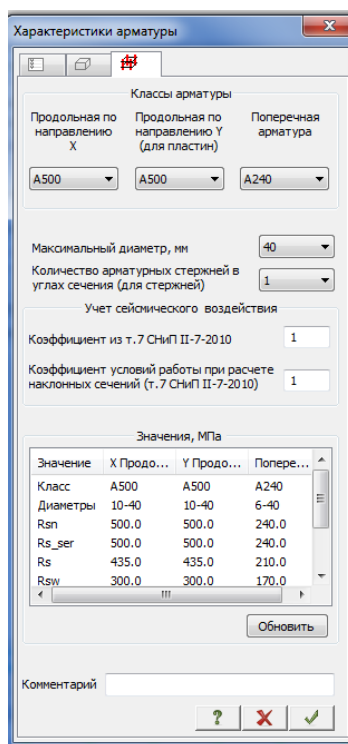 Характеристики арматуры
Классы арматуры
Продольная по направлению X
Продольная по направлению Y (для пластин)
Поперечная арматура
A500 A500 A240
Максимальный диаметр, мм 40
Количество арматурных стержней в
углах сечения (для стержней) 1
Учет сейсмического воздействия
Коэффициент из т.7 СНиП II-7-2010 1
Коэффициент условий работы при расчете
наклонных сечений (т.7 СНиП II-7-2010) 1
Значения, МПа
Значение X Продо... Y Продо... Попере...
Класс A500 A500 A240
Диаметры 10-40 10-40 6-40
Rsn 500.0 500.0 240.0
Rs_ser 500.0 500.0 240.0
Rs 435.0 435.0 210.0
Rsw 300.0 300.0 170.0
Обновить
Комментарий
?